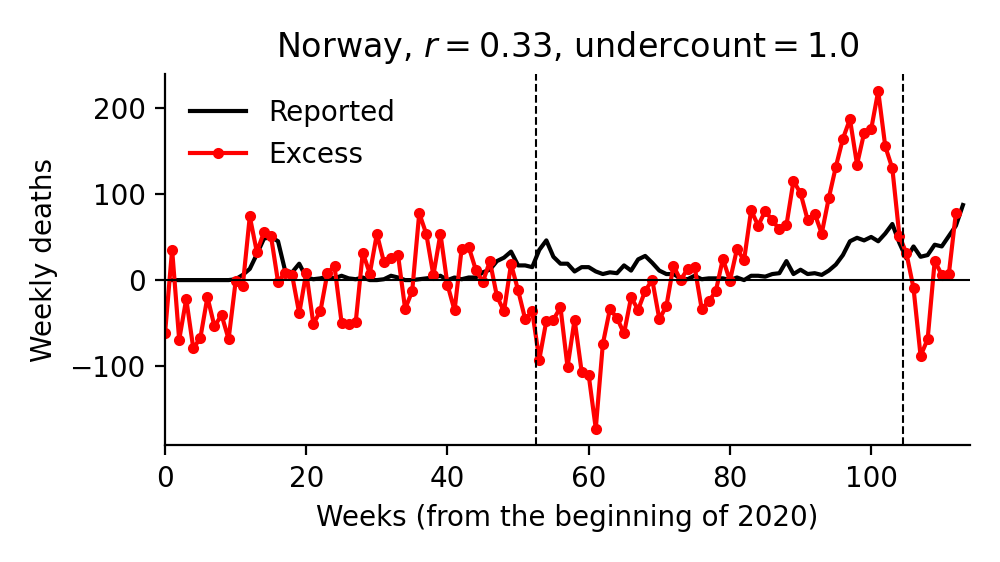 Norway, r = 0.33, undercount = 1.0
Reported
Excess
Weekly deaths
200
100
0
−100
0 20 40 60 80 100
Weeks (from the beginning of 2020)